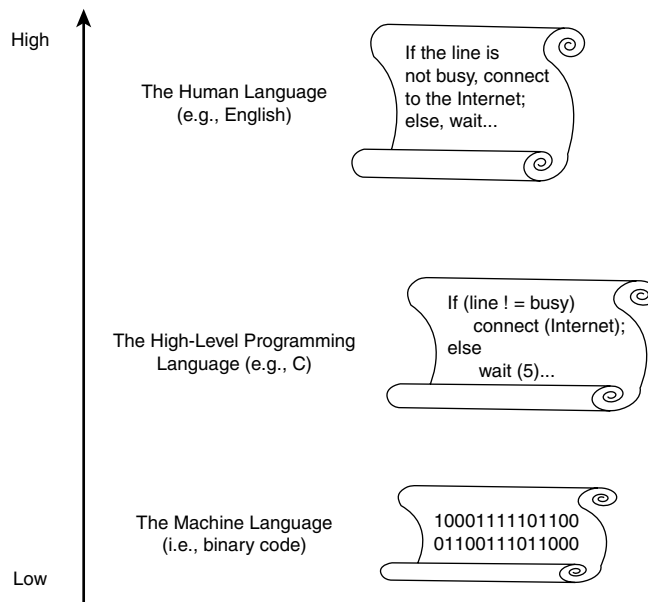 High
The Human Language
(e.g., English)
If the line is
not busy, connect
to the Internet;
else, wait...
The High-Level Programming
Language (e.g., C)
If (line ! = busy)
connect (Internet);
else
wait (5)...
The Machine Language
(i.e., binary code)
10001111101100
01100111011000
Low